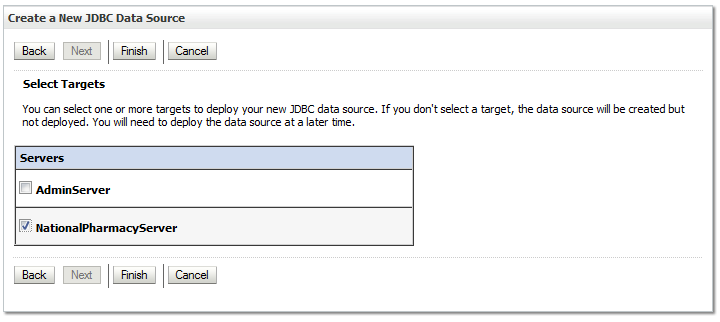 Create a New JDBC Data Source
Back Next Finish Cancel
Select Targets
You can select one or more targets to deploy your new JDBC data source. If you don't select a target, the data source will be created but
not deployed. You will need to deploy the data source at a later time.
Servers
AdminServer
NationalPharmacyServer
Back Next Finish Cancel